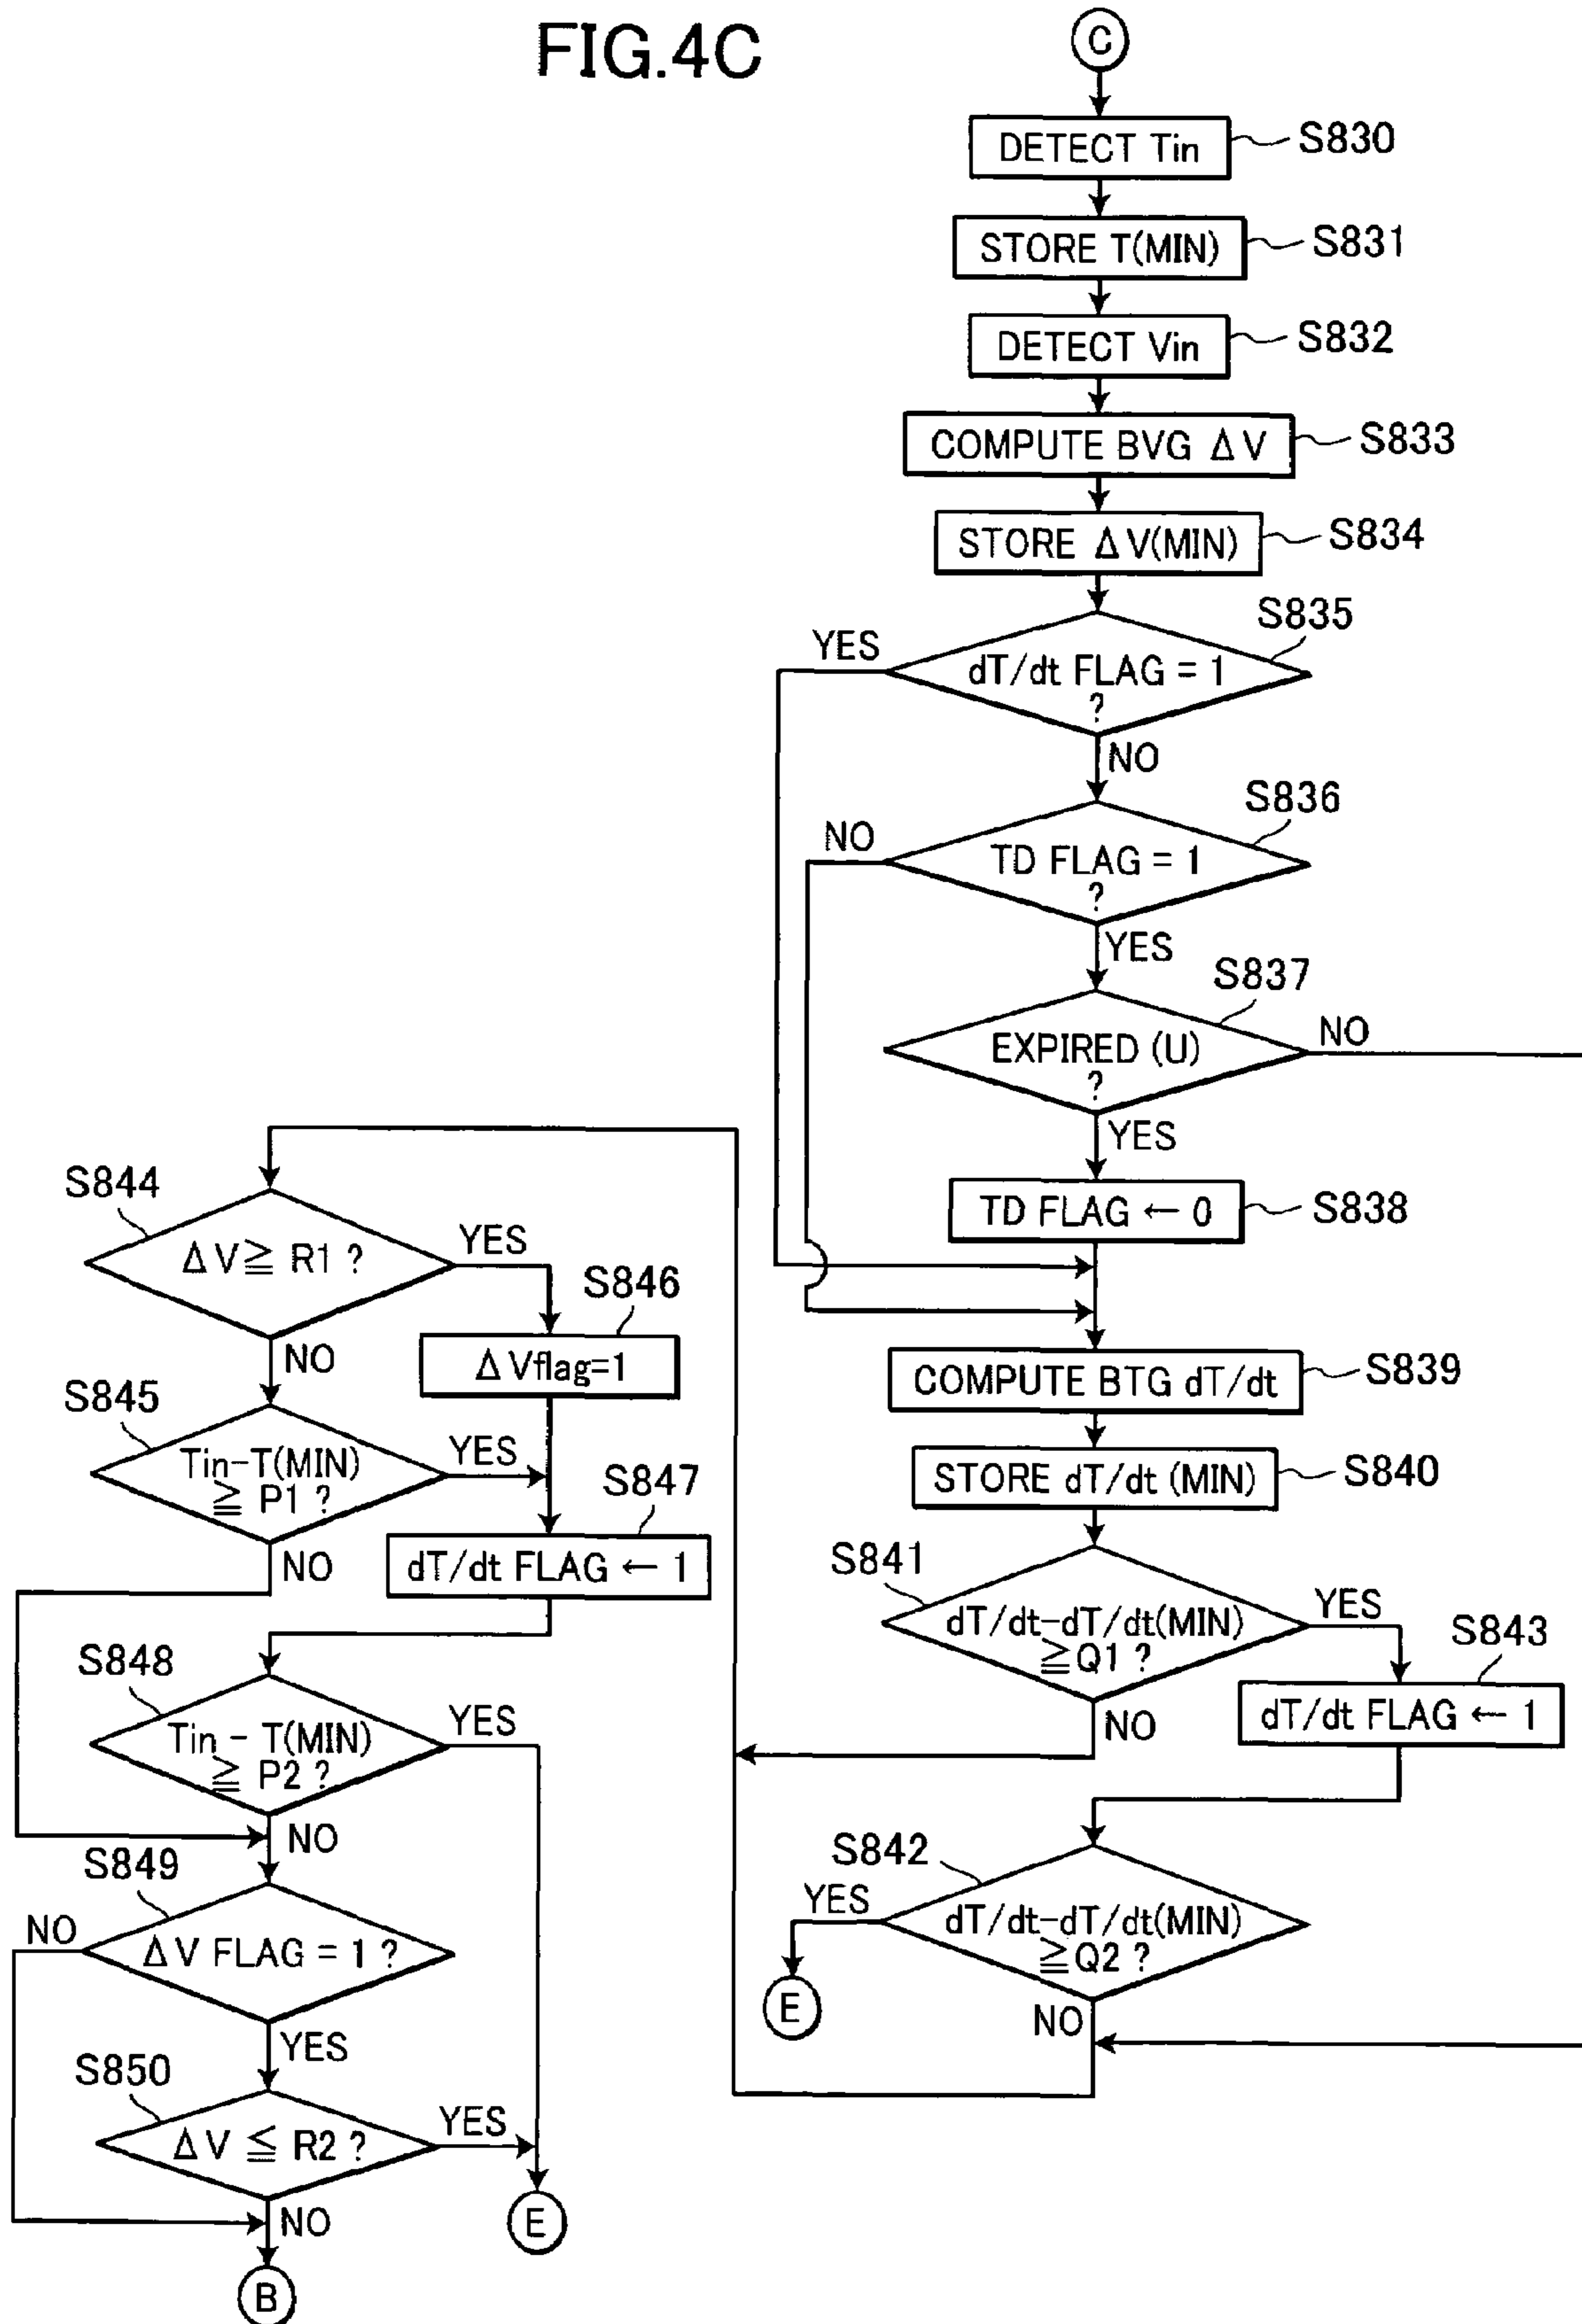 FIG.4C
C
DETECT Tin
S830
STORE T(MIN)
S831
DETECT Vin
S832
COMPUTE BVG ΔV
S833
STORE ΔV(MIN)
S834
S835
YES
dT/dt FLAG = 1
?
NO
S836
NO
TD FLAG = 1
?
YES
S837
EXPIRED (U)
?
NO
YES
TD FLAG ← 0
S838
COMPUTE BTG dT/dt
S839
STORE dT/dt (MIN)
S840
S841
dT/dt-dT/dt(MIN)
≧Q1 ?
YES
NO
S843
dT/dt FLAG ← 1
S842
YES
dT/dt-dT/dt(MIN)
≧Q2 ?
E
NO
S844
ΔV≧ R1 ?
YES
NO
S846
ΔVflag=1
S845
Tin-T(MIN)
≧ P1 ?
YES
NO
S847
dT/dt FLAG ← 1
S848
Tin - T(MIN)
≧ P2 ?
YES
NO
S849
NO
ΔV FLAG = 1 ?
YES
S850
ΔV ≦ R2 ?
YES
NO
E
B